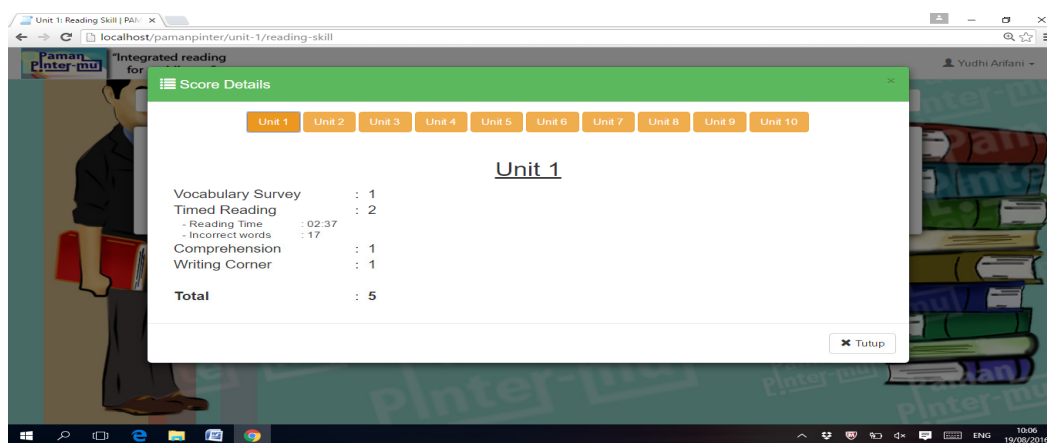 Unit 1: Reading Skill | PAM
localhost/pamanpinter/unit-1/reading-skill
Paman
Pinter-mu
"Integrated reading
for
Yudhi Arifani
Score Details
×
Unit 1 Unit 2 Unit 3 Unit 4 Unit 5 Unit 6 Unit 7 Unit 8 Unit 9 Unit 10
Unit 1
Vocabulary Survey : 1
Timed Reading : 2
- Reading Time : 02:37
- Incorrect words : 17
Comprehension : 1
Writing Corner : 1
Total : 5
Tutup
Pinter-mu
ENG
10:06
19/08/2016